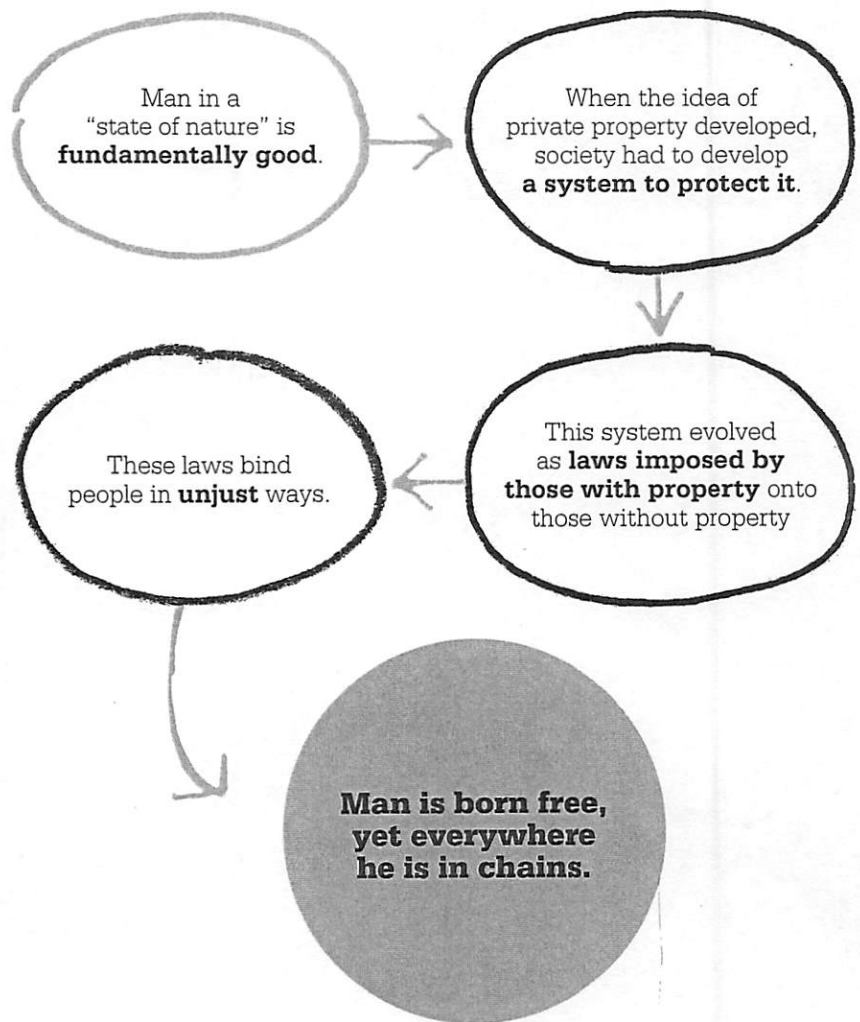 Man in a
"state of nature" is
fundamentally good.
When the idea of
private property developed,
society had to develop
a system to protect it.
This system evolved
as laws imposed by
those with property onto
those without property
These laws bind
people in unjust ways.
Man is born free,
yet everywhere
he is in chains.